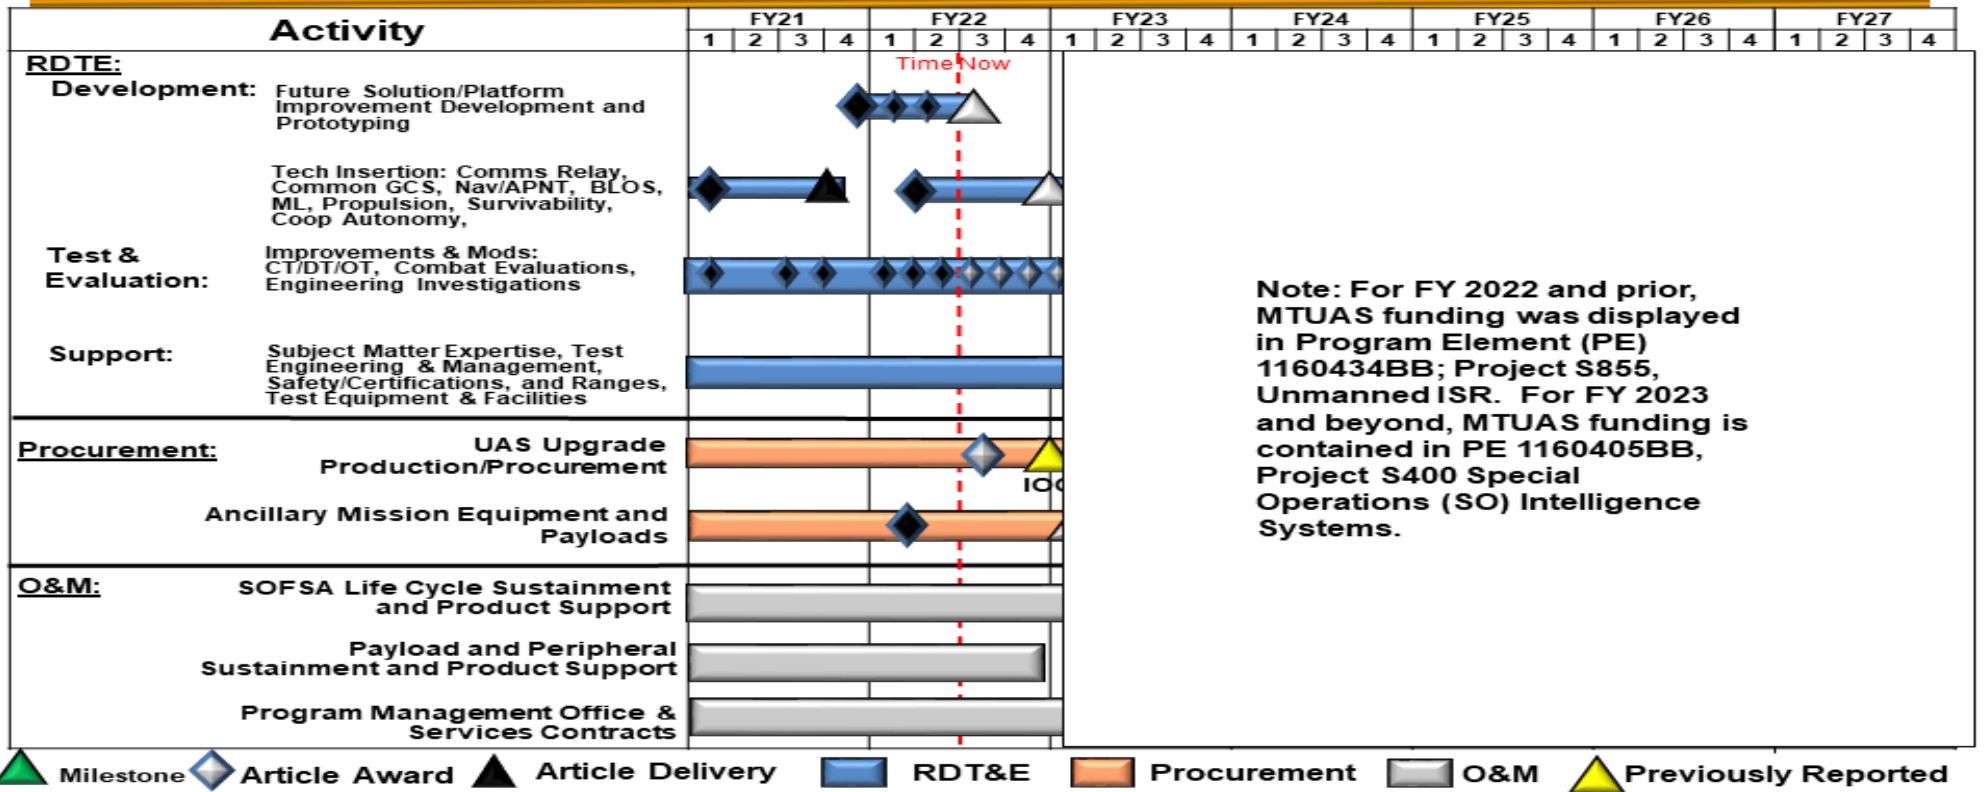 Activity
FY21 FY22 FY23 FY24 FY25 FY26 FY27
1 2 3 4 1 2 3 4 1 2 3 4 1 2 3 4 1 2 3 4 1 2 3 4 1 2 3 4
Time Now
RDTE:
Development:
Future Solution/Platform
Improvement Development and
Prototyping
Tech Insertion: Comms Relay,
Common GCS, Nav/APNT, BLOS,
ML, Propulsion, Survivability,
Coop Autonomy,
Test &
Evaluation:
Improvements & Mods:
CT/DT/OT, Combat Evaluations,
Engineering Investigations
Support:
Subject Matter Expertise, Test
Engineering & Management,
Safety/Certifications, and Ranges,
Test Equipment & Facilities
Procurement:
UAS Upgrade
Production/Procurement
Ancillary Mission Equipment and
Payloads
O&M:
SOFSA Life Cycle Sustainment
and Product Support
Payload and Peripheral
Sustainment and Product Support
Program Management Office &
Services Contracts
Note: For FY 2022 and prior,
MTUAS funding was displayed
in Program Element (PE)
1160434BB; Project S855,
Unmanned ISR. For FY 2023
and beyond, MTUAS funding is
contained in PE 1160405BB,
Project S400 Special
Operations (SO) Intelligence
Systems.
Milestone Article Award Article Delivery RDT&E Procurement O&M Previously Reported